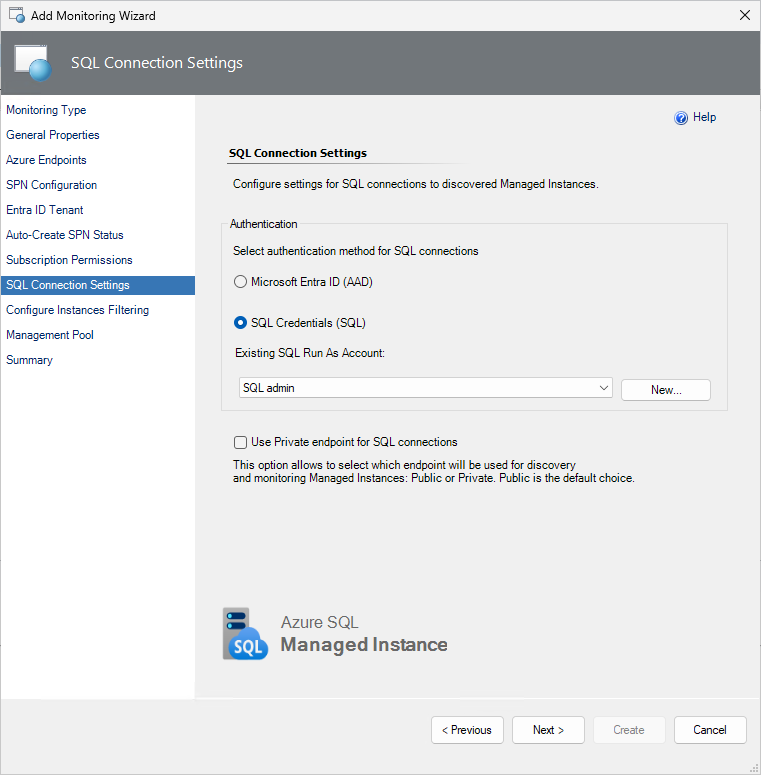 Add Monitoring Wizard
SQL Connection Settings
Monitoring Type
General Properties
Azure Endpoints
SPN Configuration
Entra ID Tenant
Auto-Create SPN Status
Subscription Permissions
SQL Connection Settings
Configure Instances Filtering
Management Pool
Summary
Help
SQL Connection Settings
Configure settings for SQL connections to discovered Managed Instances.
Authentication
Select authentication method for SQL connections
Microsoft Entra ID (AAD)
SQL Credentials (SQL)
Existing SQL Run As Account:
SQL admin
New...
Use Private endpoint for SQL connections
This option allows to select which endpoint will be used for discovery
and monitoring Managed Instances: Public or Private. Public is the default choice.
SQL
Azure SQL
Managed Instance
< Previous
Next >
Create
Cancel